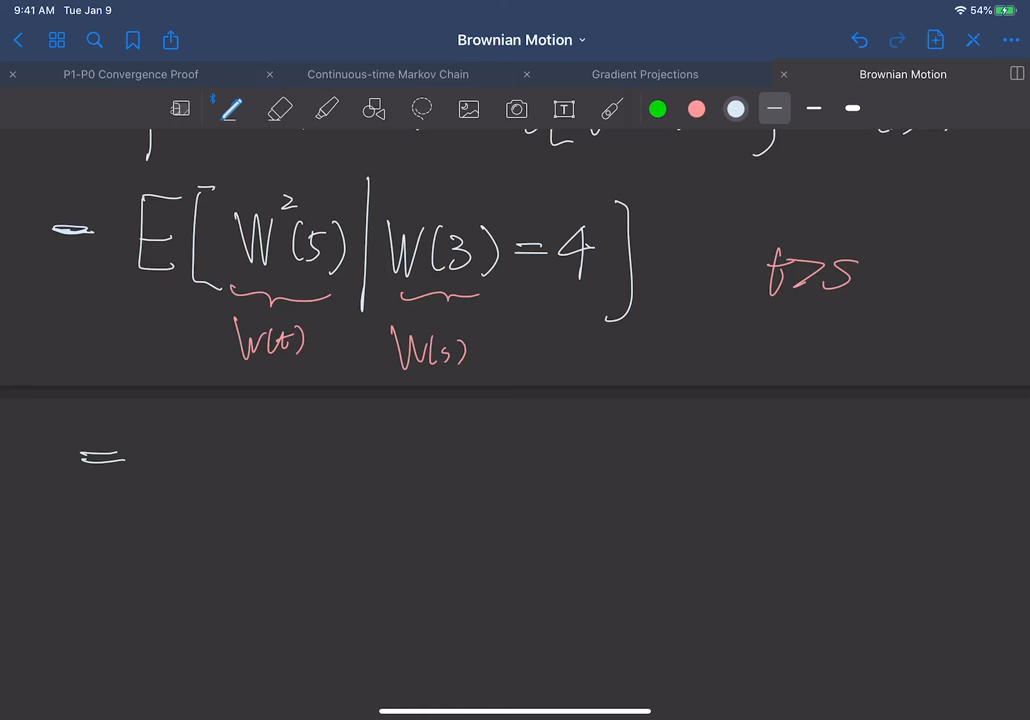 9:41 AM Tue Jan 9
54%
Brownian Motion
P1-P0 Convergence Proof
Continuous-time Markov Chain
Gradient Projections
Brownian Motion
- E[ W²(5) | W(3) = 4 ]
t>s
W(t) W(s)
=